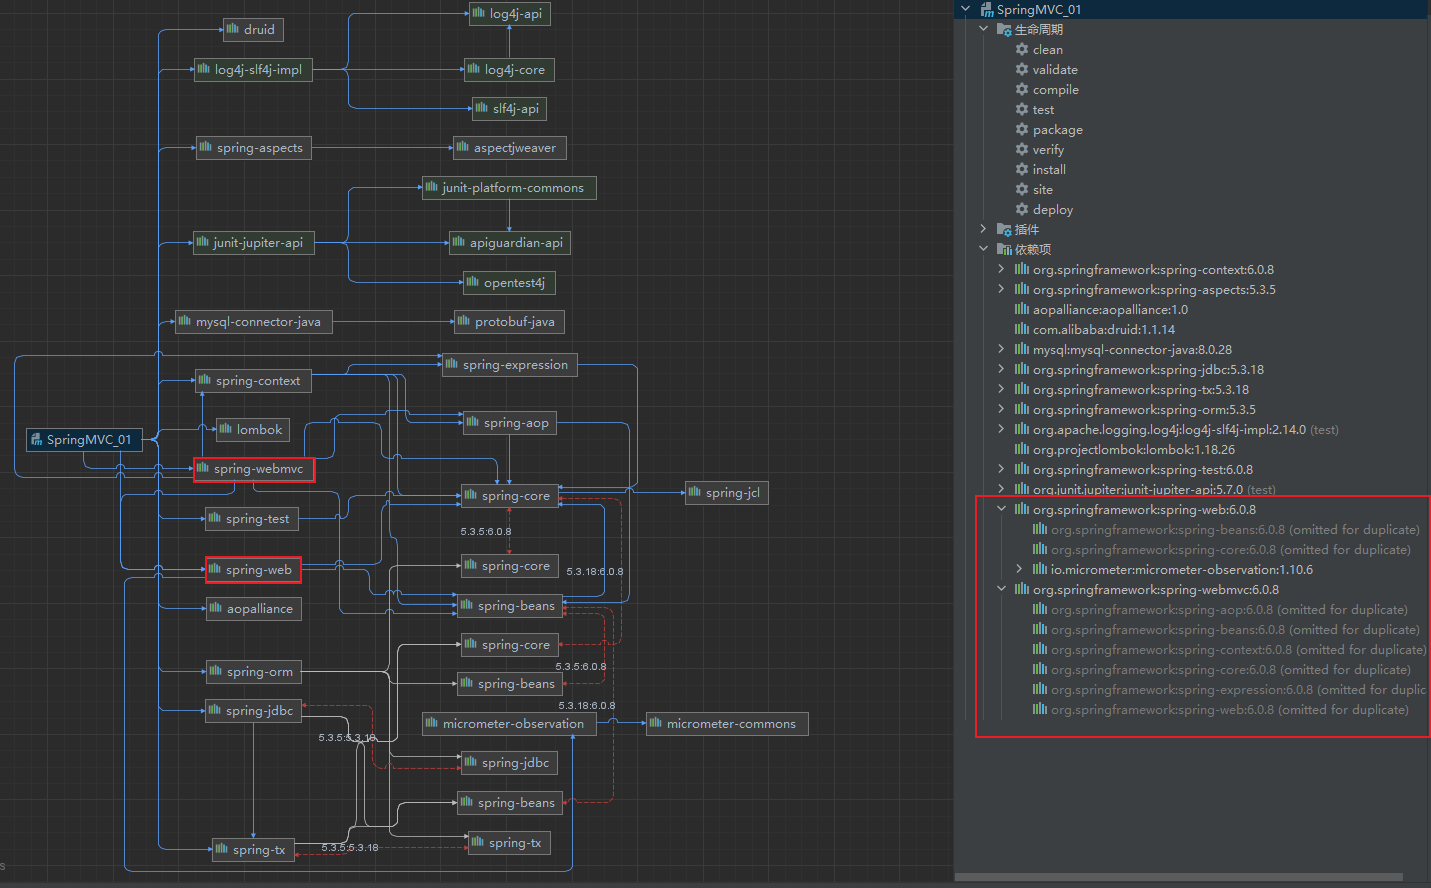 druid
log4j-slf4j-impl
log4j-api
log4j-core
slf4j-api
spring-aspects
aspectjweaver
junit-platform-commons
junit-jupiter-api
apiguardian-api
opentest4j
mysql-connector-java
protobuf-java
spring-expression
spring-context
spring-aop
lombok
SpringMVC_01
spring-webmvc
spring-core
spring-jcl
spring-test
5.3.5:6.0.8
spring-web
spring-core
5.3.18:6.0.8
aopalliance
spring-beans
spring-core
5.3.5:6.0.8
spring-orm
spring-beans
5.3.18:6.0.8
spring-jdbc
micrometer-observation
micrometer-commons
5.3.5:5.3.18
spring-jdbc
spring-beans
spring-tx
5.3.5:5.3.18
spring-tx
s
SpringMVC_01
生命周期
clean
validate
compile
test
package
verify
install
site
deploy
插件
依赖项
org.springframework:spring-context:6.0.8
org.springframework:spring-aspects:5.3.5
aopalliance:aopalliance:1.0
com.alibaba:druid:1.1.14
mysql:mysql-connector-java:8.0.28
org.springframework:spring-jdbc:5.3.18
org.springframework:spring-tx:5.3.18
org.springframework:spring-orm:5.3.5
org.apache.logging.log4j:log4j-slf4j-impl:2.14.0 (test)
org.projectlombok:lombok:1.18.26
org.springframework:spring-test:6.0.8
org.junit.jupiter:junit-jupiter-api:5.7.0 (test)
org.springframework:spring-web:6.0.8
org.springframework:spring-beans:6.0.8 (omitted for duplicate)
org.springframework:spring-core:6.0.8 (omitted for duplicate)
io.micrometer:micrometer-observation:1.10.6
org.springframework:spring-webmvc:6.0.8
org.springframework:spring-aop:6.0.8 (omitted for duplicate)
org.springframework:spring-beans:6.0.8 (omitted for duplicate)
org.springframework:spring-context:6.0.8 (omitted for duplicate)
org.springframework:spring-core:6.0.8 (omitted for duplicate)
org.springframework:spring-expression:6.0.8 (omitted for duplic
org.springframework:spring-web:6.0.8 (omitted for duplicate)